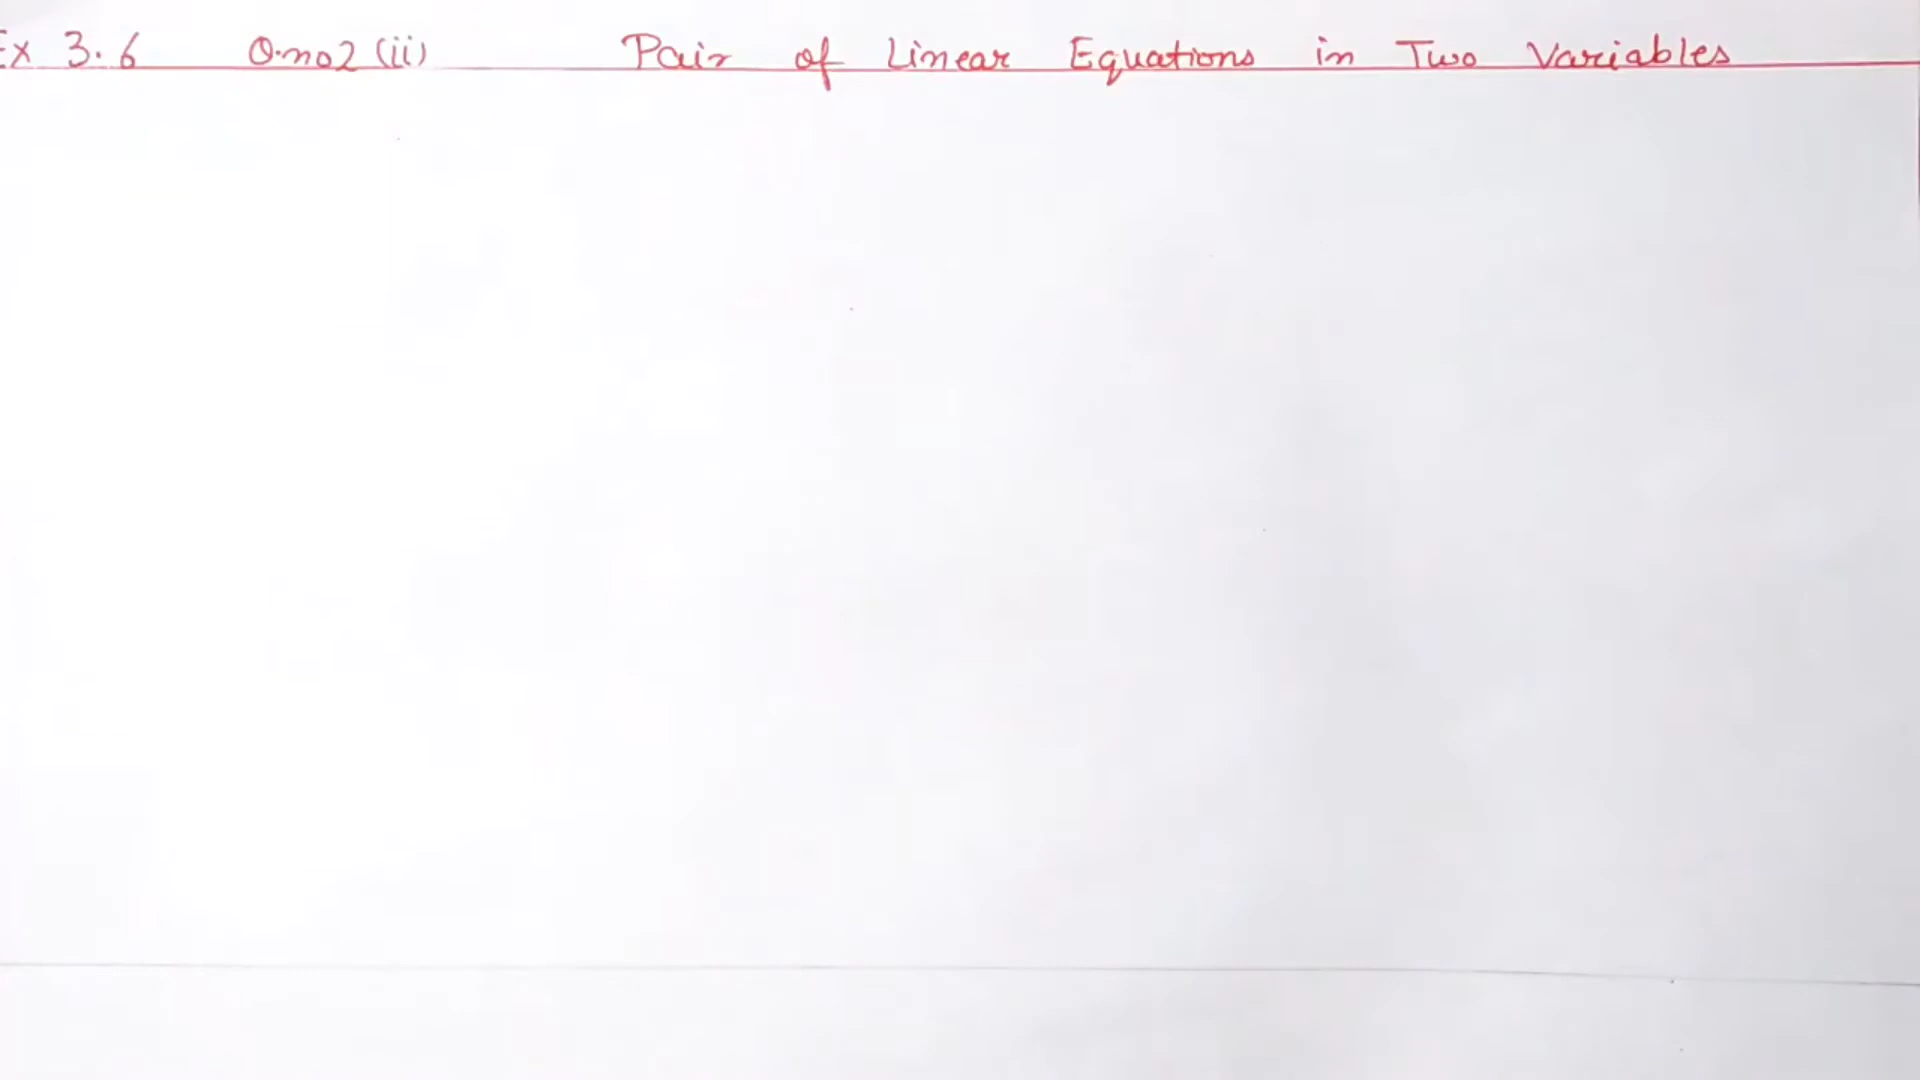 Ex 3.6 Q.no2 (ii) Pair of Linear Equations in Two Variables